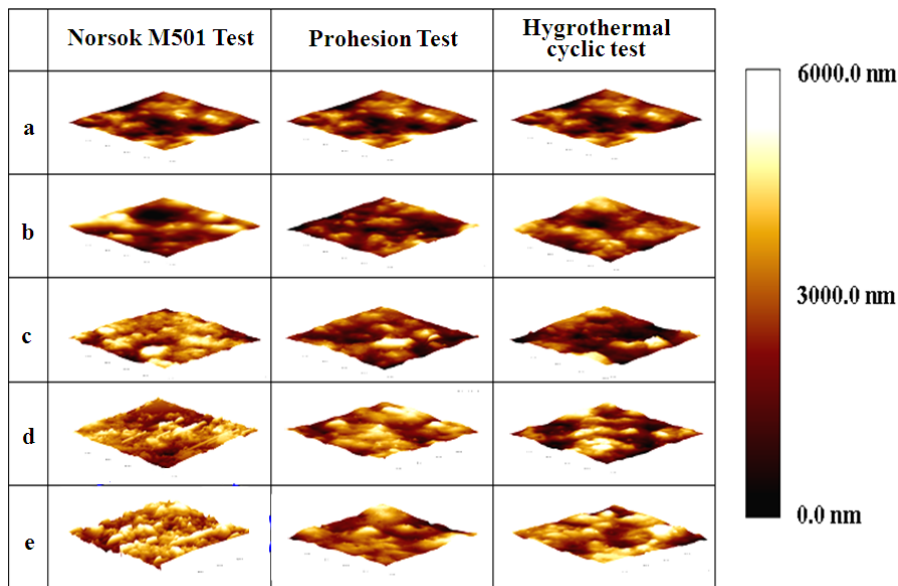 Norsok M501 Test
Prohesion Test
Hygrothermal
cyclic test
a
b
c
d
e
6000.0 nm
3000.0 nm
0.0 nm